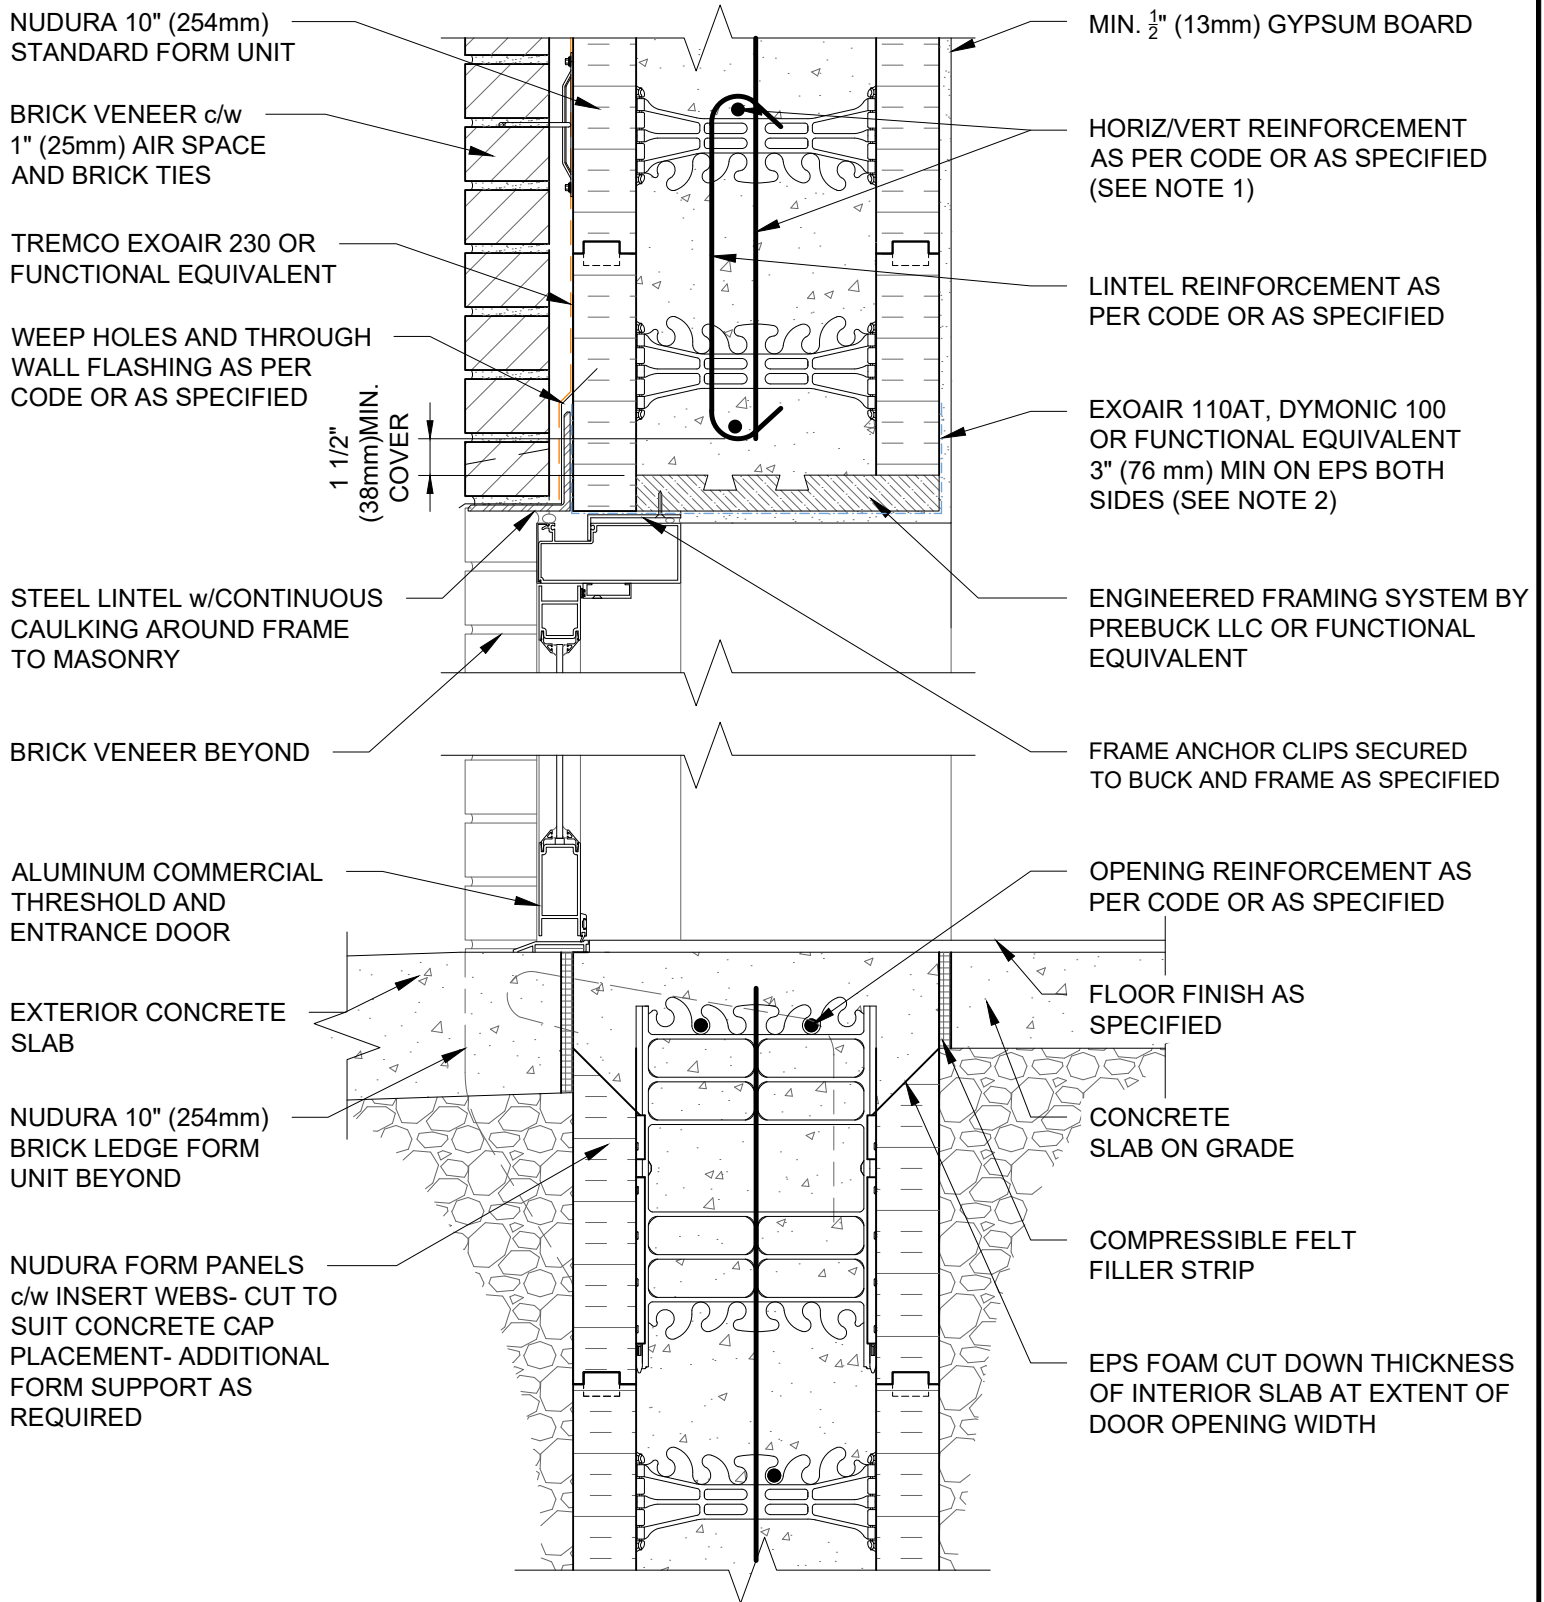 NUDURA 10" (254mm)
STANDARD FORM UNIT
BRICK VENEER c/w
1" (25mm) AIR SPACE
AND BRICK TIES
TREMCO EXOAIR 230 OR
FUNCTIONAL EQUIVALENT
WEEP HOLES AND THROUGH
WALL FLASHING AS PER
CODE OR AS SPECIFIED
1 1/2"
(38mm)MIN.
COVER
STEEL LINTEL w/CONTINUOUS
CAULKING AROUND FRAME
TO MASONRY
BRICK VENEER BEYOND
ALUMINUM COMMERCIAL
THRESHOLD AND
ENTRANCE DOOR
EXTERIOR CONCRETE
SLAB
NUDURA 10" (254mm)
BRICK LEDGE FORM
UNIT BEYOND
NUDURA FORM PANELS
c/w INSERT WEBS- CUT TO
SUIT CONCRETE CAP
PLACEMENT- ADDITIONAL
FORM SUPPORT AS
REQUIRED
MIN. 1/2" (13mm) GYPSUM BOARD
HORIZ/VERT REINFORCEMENT
AS PER CODE OR AS SPECIFIED
(SEE NOTE 1)
LINTEL REINFORCEMENT AS
PER CODE OR AS SPECIFIED
EXOAIR 110AT, DYMONIC 100
OR FUNCTIONAL EQUIVALENT
3" (76 mm) MIN ON EPS BOTH
SIDES (SEE NOTE 2)
ENGINEERED FRAMING SYSTEM BY
PREBUCK LLC OR FUNCTIONAL
EQUIVALENT
FRAME ANCHOR CLIPS SECURED
TO BUCK AND FRAME AS SPECIFIED
OPENING REINFORCEMENT AS
PER CODE OR AS SPECIFIED
FLOOR FINISH AS
SPECIFIED
CONCRETE
SLAB ON GRADE
COMPRESSIBLE FELT
FILLER STRIP
EPS FOAM CUT DOWN THICKNESS
OF INTERIOR SLAB AT EXTENT OF
DOOR OPENING WIDTH